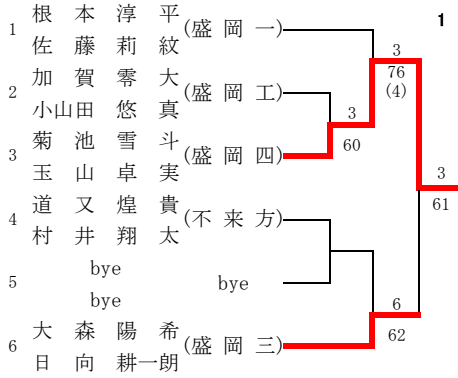 1
1 根本淳平 (盛岡一)
佐藤莉紋
2 加賀零大 (盛岡工)
小山田悠真
3 菊池雪斗 (盛岡四)
玉山卓実
4 道又煌貴 (不来方)
村井翔太
5 bye bye
bye
6 大森陽希 (盛岡三)
日向耕一朗
3
76
(4)
3
60
3
61
6
62